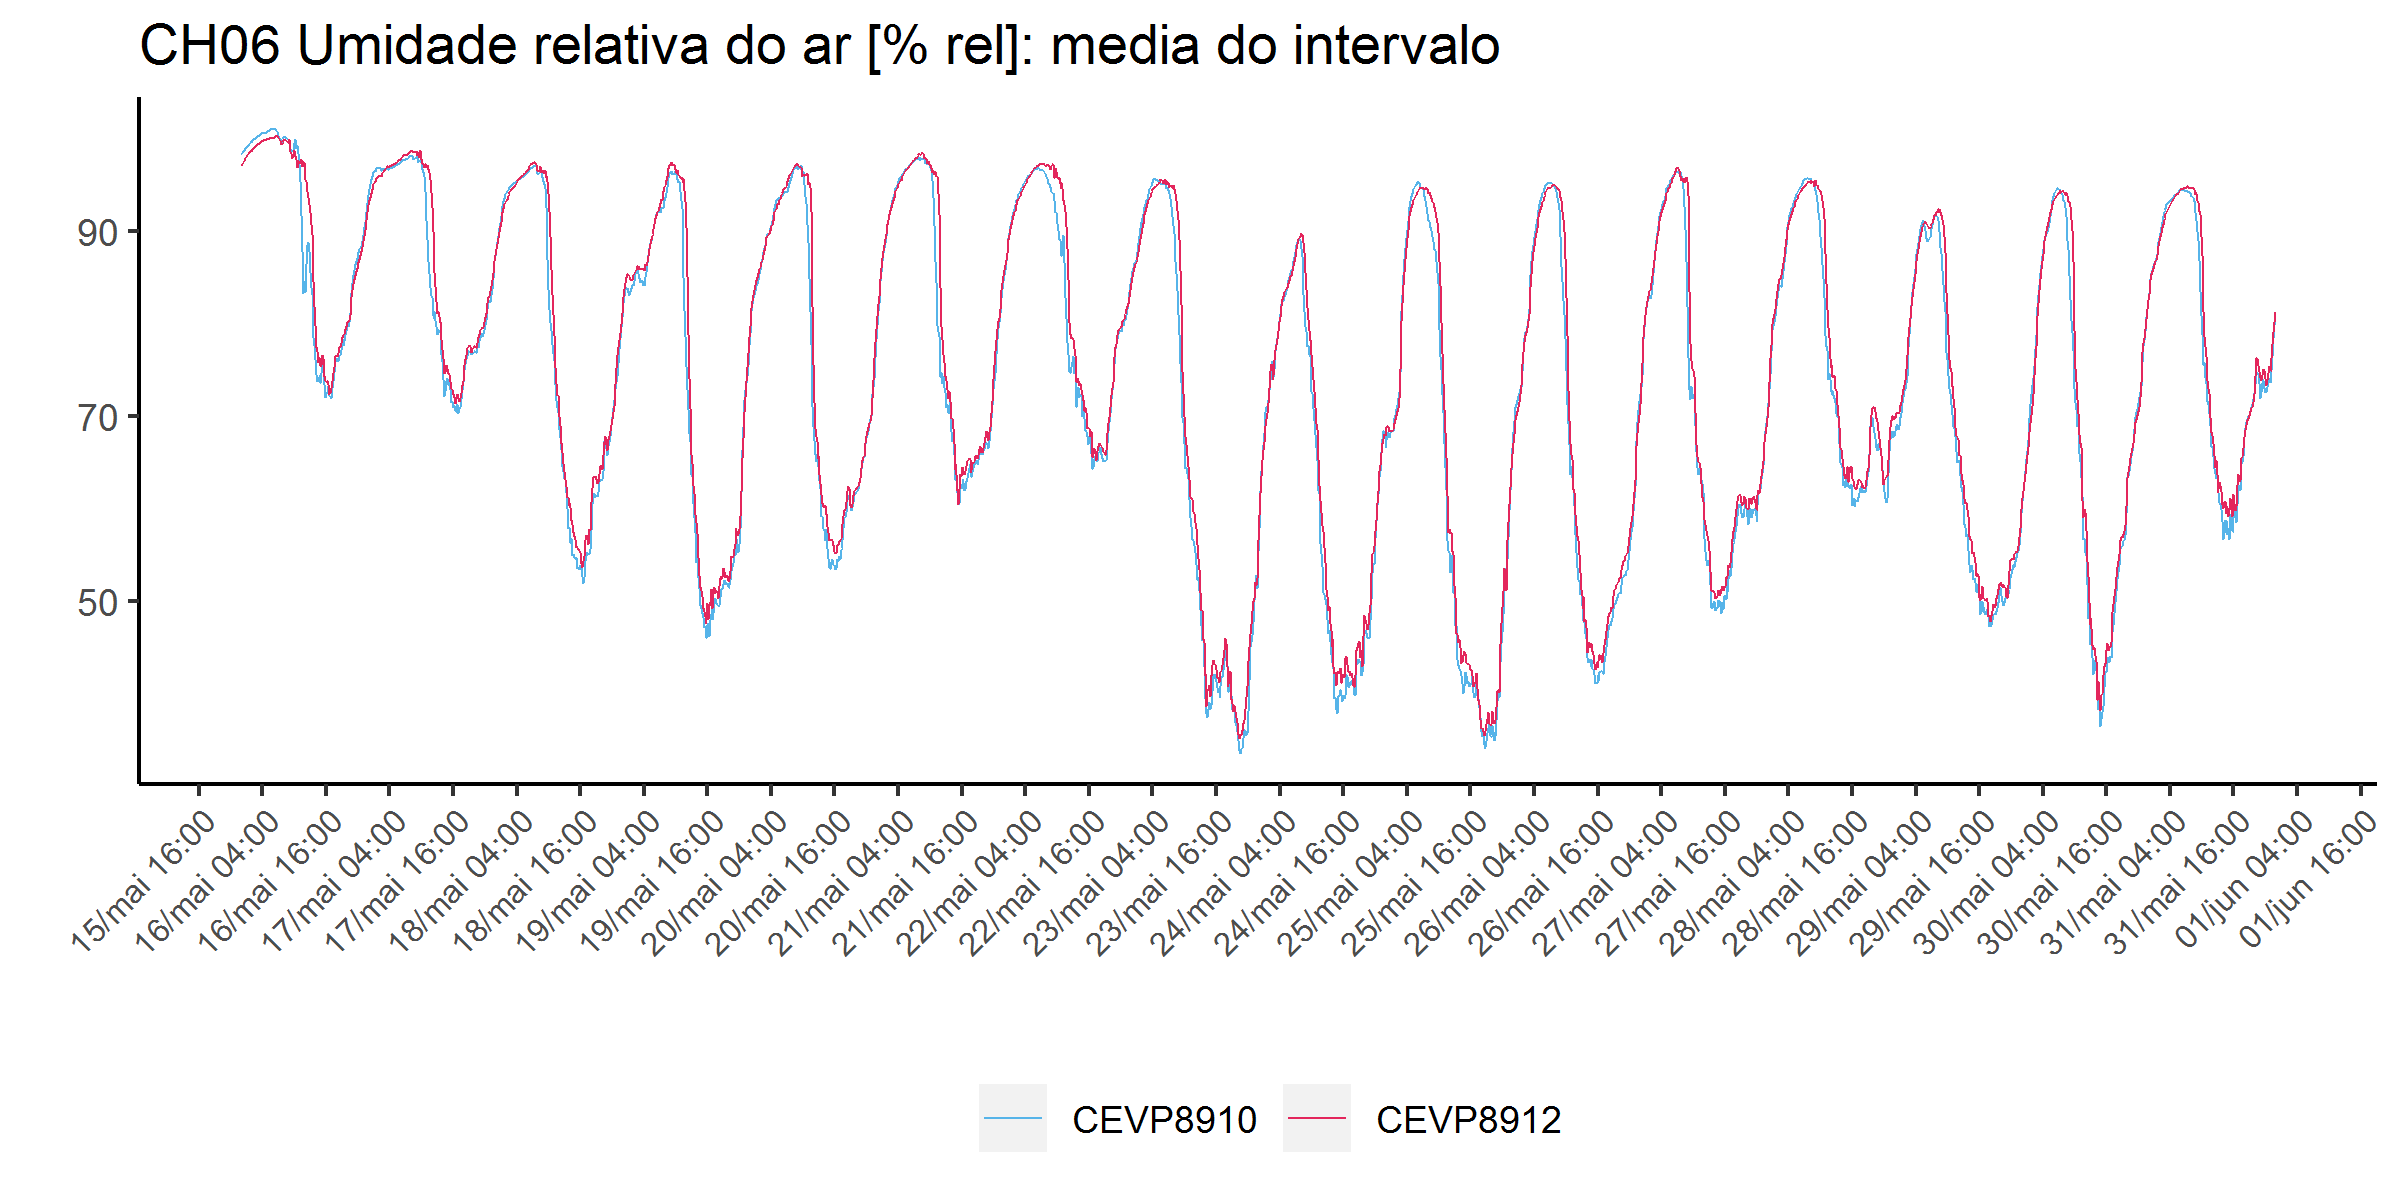 CH06 Umidade relativa do ar [% rel]: media do intervalo
90
70
50
15/mai 16:00
16/mai 04:00
16/mai 16:00
17/mai 04:00
17/mai 16:00
18/mai 04:00
18/mai 16:00
19/mai 04:00
19/mai 16:00
20/mai 04:00
20/mai 16:00
21/mai 04:00
21/mai 16:00
22/mai 04:00
22/mai 16:00
23/mai 04:00
23/mai 16:00
24/mai 04:00
24/mai 16:00
25/mai 04:00
25/mai 16:00
26/mai 04:00
26/mai 16:00
27/mai 04:00
27/mai 16:00
28/mai 04:00
28/mai 16:00
29/mai 04:00
29/mai 16:00
30/mai 04:00
30/mai 16:00
31/mai 04:00
31/mai 16:00
01/jun 04:00
01/jun 16:00
CEVP8910
CEVP8912